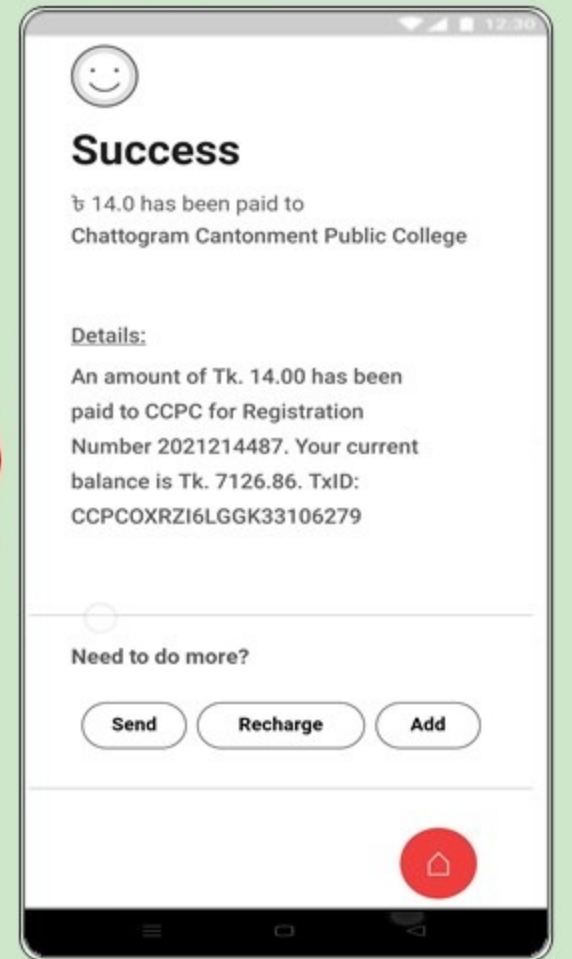 12:30
Success
৳ 14.0 has been paid to
Chattogram Cantonment Public College
Details:
An amount of Tk. 14.00 has been
paid to CCPC for Registration
Number 2021214487. Your current
balance is Tk. 7126.86. TxID:
CCPCOXRZI6LGGK33106279
Need to do more?
Send Recharge Add